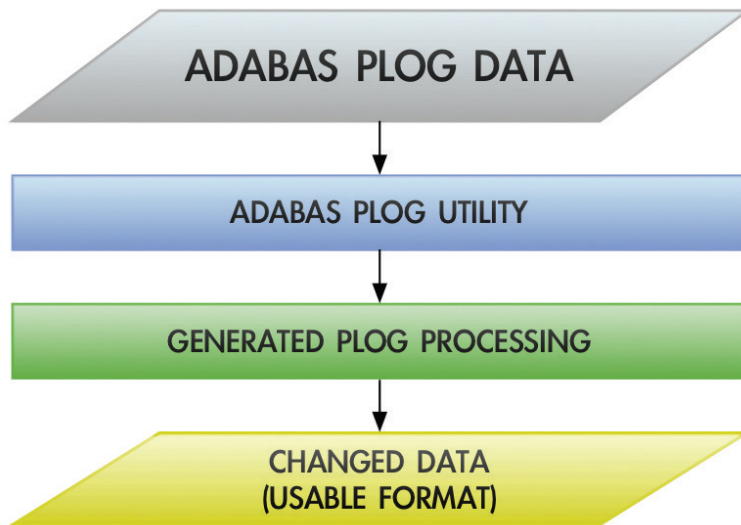 ADABAS PLOG DATA
ADABAS PLOG UTILITY
GENERATED PLOG PROCESSING
CHANGED DATA
(USABLE FORMAT)